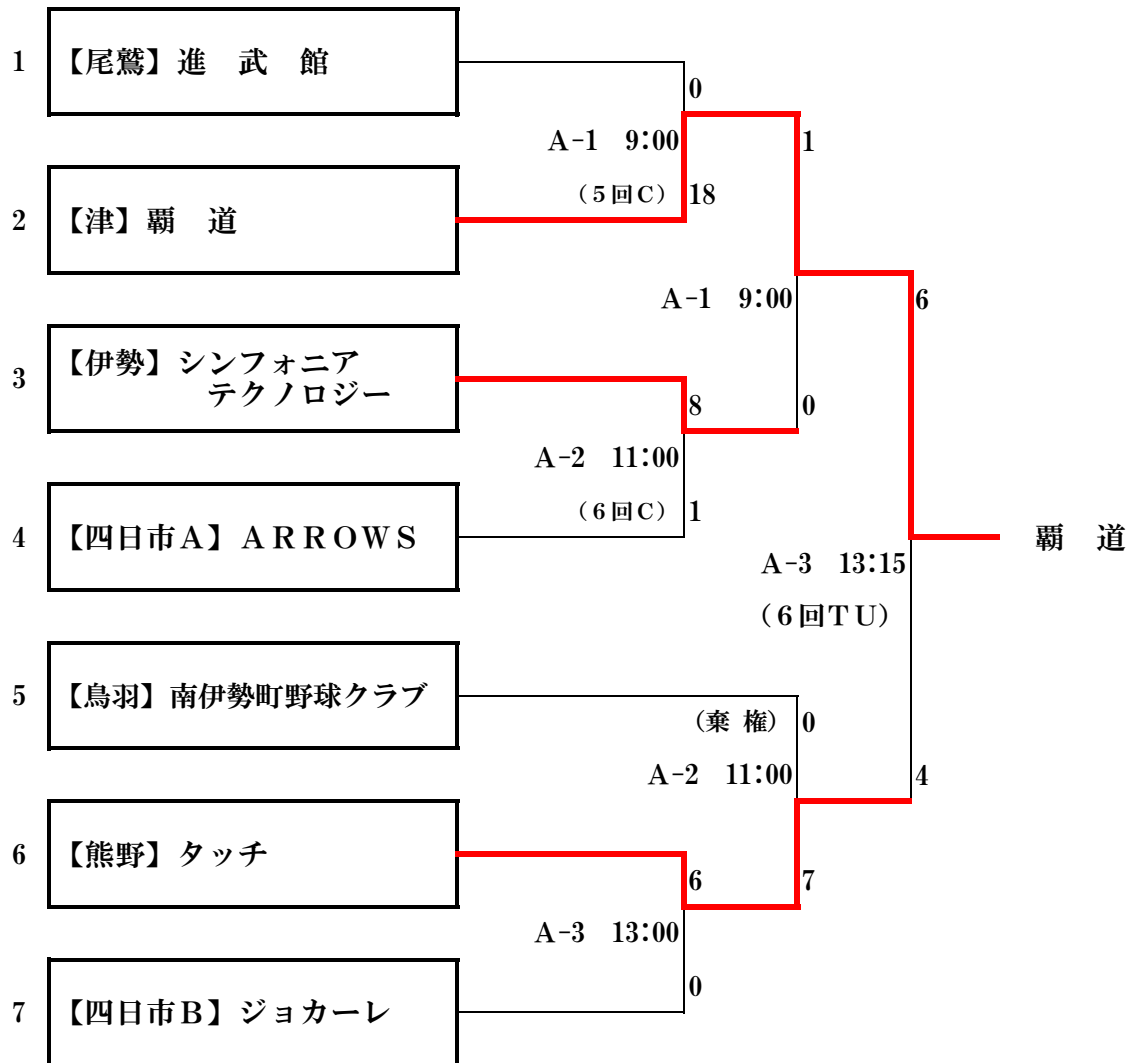 1 【尾鷲】進　武　館
0
A-1 9:00
1
(5回C) 18
2 【津】覇　道
A-1 9:00
6
3 【伊勢】シンフォニア
テクノロジー
8
0
A-2 11:00
(6回C) 1
4 【四日市A】ARROWS
覇　道
A-3 13:15
(6回TU)
5 【鳥羽】南伊勢町野球クラブ
(棄 権) 0
A-2 11:00
4
6 【熊野】タッチ
6
7
A-3 13:00
0
7 【四日市B】ジョカーレ